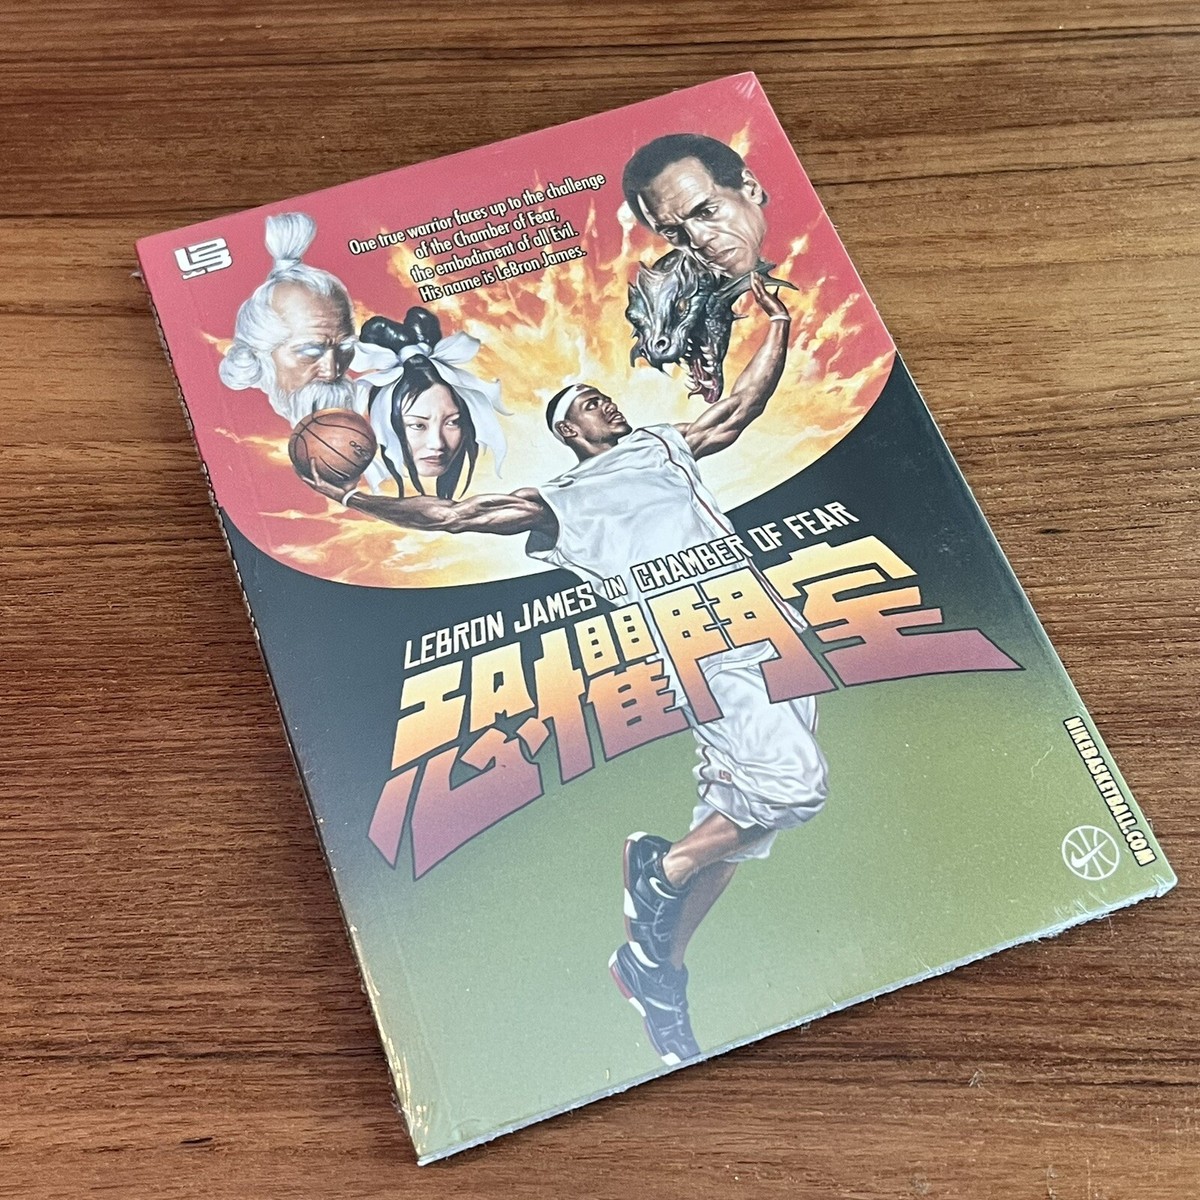 One true warrior faces up to the challenge
of the Chamber of Fear,
the embodiment of all Evil.
His name is LeBron James.
LEBRON JAMES IN CHAMBER OF FEAR
恐懼鬥室
NIKEBASKETBALL.COM